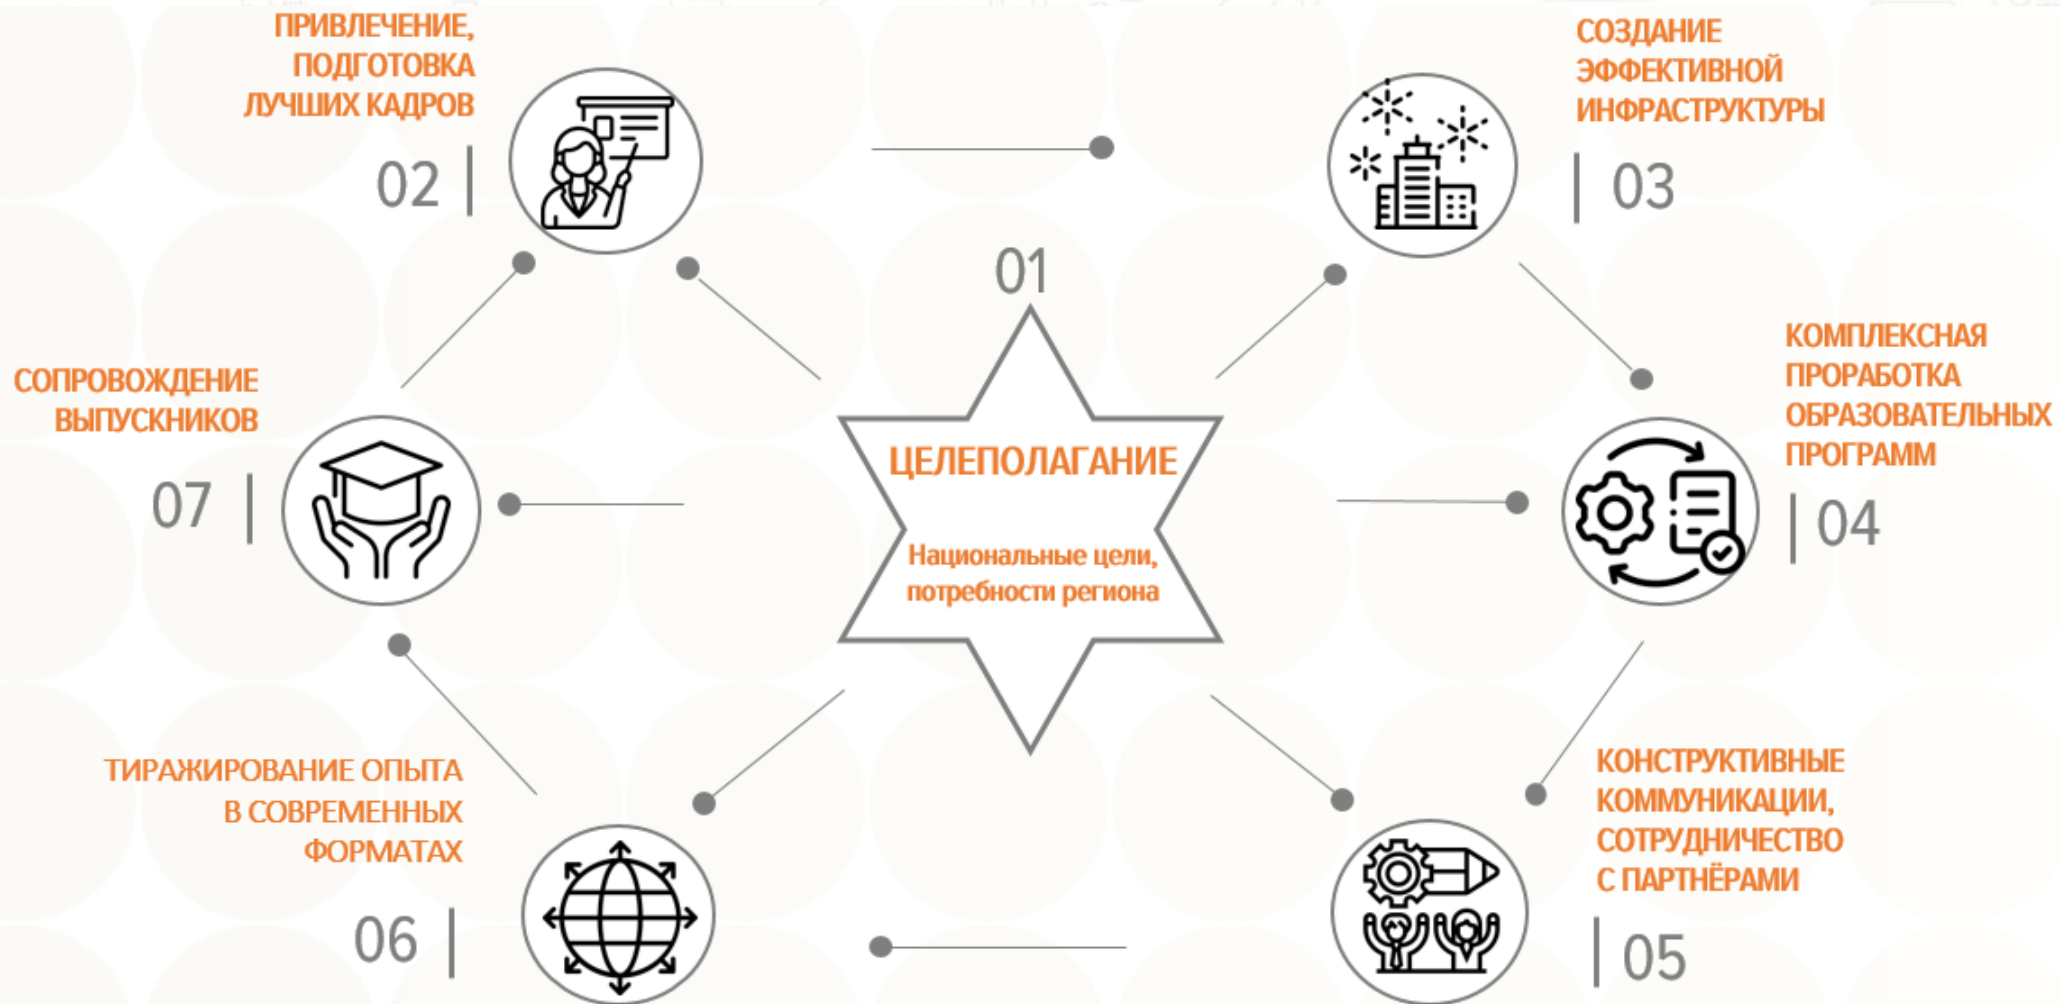 ПРИВЛЕЧЕНИЕ,
ПОДГОТОВКА
ЛУЧШИХ КАДРОВ
02
СОЗДАНИЕ
ЭФФЕКТИВНОЙ
ИНФРАСТРУКТУРЫ
03
01
ЦЕЛЕПОЛАГАНИЕ
Национальные цели,
потребности региона
СОПРОВОЖДЕНИЕ
ВЫПУСКНИКОВ
07
КОМПЛЕКСНАЯ
ПРОРАБОТКА
ОБРАЗОВАТЕЛЬНЫХ
ПРОГРАММ
04
ТИРАЖИРОВАНИЕ ОПЫТА
В СОВРЕМЕННЫХ
ФОРМАТАХ
06
КОНСТРУКТИВНЫЕ
КОММУНИКАЦИИ,
СОТРУДНИЧЕСТВО
С ПАРТНЁРАМИ
05